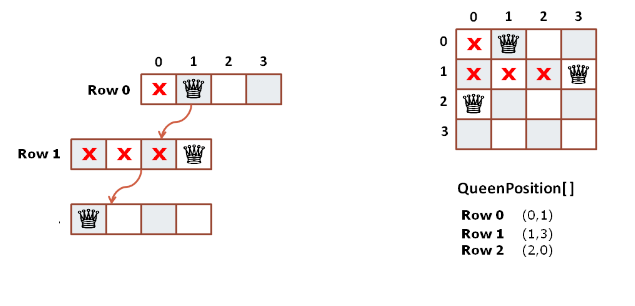 0 1 2 3
Row 0
X
Row 1
X X X
0 1 2 3
0 X
1 X X X
2
3
QueenPosition[ ]
Row 0 (0,1)
Row 1 (1,3)
Row 2 (2,0)